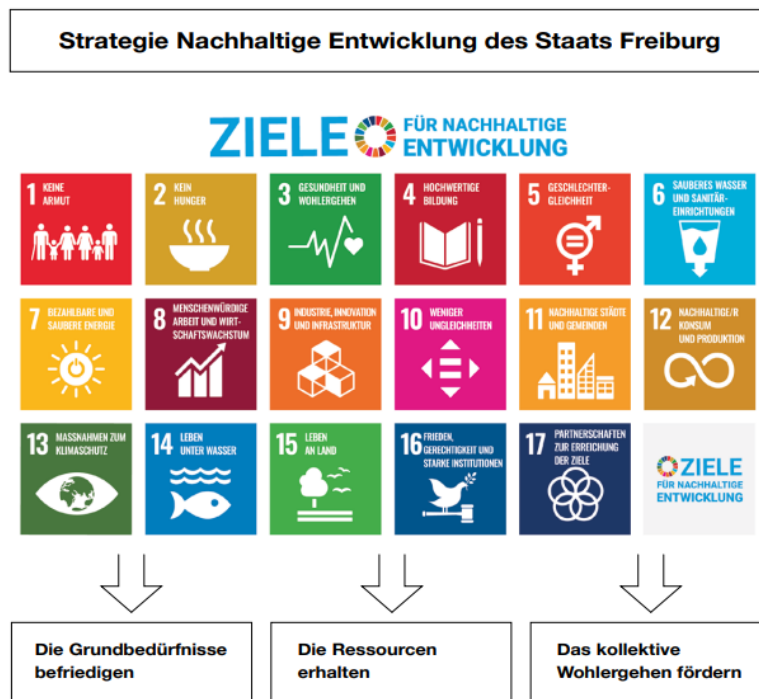 Strategie Nachhaltige Entwicklung des Staats Freiburg
ZIELE FÜR NACHHALTIGE
ENTWICKLUNG
1 KEINE
ARMUT
2 KEIN
HUNGER
3 GESUNDHEIT UND
WOHLERGEHEN
4 HOCHWERTIGE
BILDUNG
5 GESCHLECHTER-
GLEICHHEIT
6 SAUBERES WASSER
UND SANITÄR-
EINRICHTUNGEN
7 BEZAHLBARE UND
SAUBERE ENERGIE
8 MENSCHENWÜRDIGE
ARBEIT UND WIRT-
SCHAFTSWACHSTUM
9 INDUSTRIE, INNOVATION
UND INFRASTRUKTUR
10 WENIGER
UNGLEICHHEITEN
11 NACHHALTIGE STÄDTE
UND GEMEINDEN
12 NACHHALTIGE/R
KONSUM
UND PRODUKTION
13 MASSNAHMEN ZUM
KLIMASCHUTZ
14 LEBEN
UNTER WASSER
15 LEBEN
AN LAND
16 FRIEDEN,
GERECHTIGKEIT UND
STARKE INSTITUTIONEN
17 PARTNERSCHAFTEN
ZUR ERREICHUNG
DER ZIELE
ZIELE
FÜR NACHHALTIGE
ENTWICKLUNG
Die Grundbedürfnisse
befriedigen
Die Ressourcen
erhalten
Das kollektive
Wohlergehen fördern